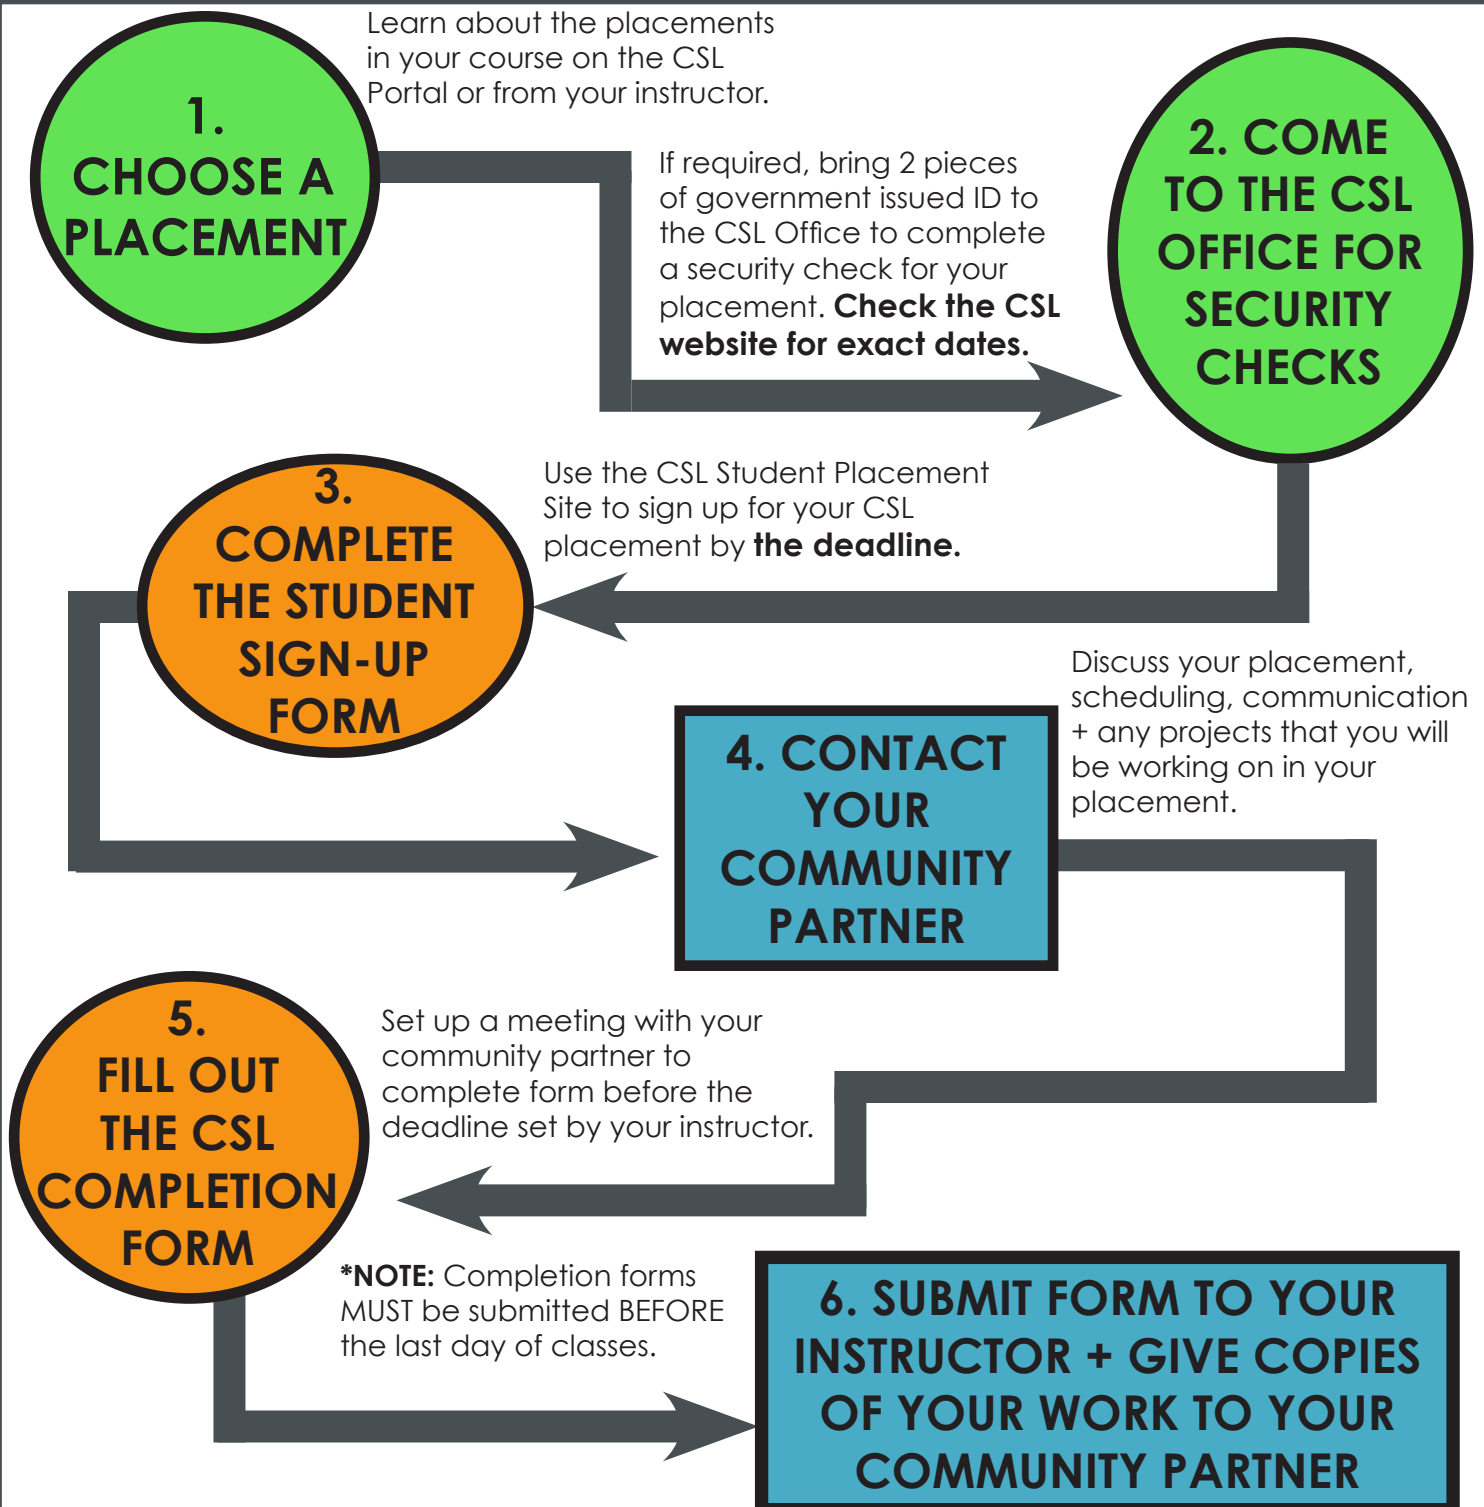 Learn about the placements
in your course on the CSL
Portal or from your instructor.
1.
CHOOSE A
PLACEMENT
If required, bring 2 pieces
of government issued ID to
the CSL Office to complete
a security check for your
placement. Check the CSL
website for exact dates.
2. COME
TO THE CSL
OFFICE FOR
SECURITY
CHECKS
Use the CSL Student Placement
Site to sign up for your CSL
placement by the deadline.
3.
COMPLETE
THE STUDENT
SIGN-UP
FORM
Discuss your placement,
scheduling, communication
+ any projects that you will
be working on in your
placement.
4. CONTACT
YOUR
COMMUNITY
PARTNER
5.
FILL OUT
THE CSL
COMPLETION
FORM
Set up a meeting with your
community partner to
complete form before the
deadline set by your instructor.
*NOTE: Completion forms
MUST be submitted BEFORE
the last day of classes.
6. SUBMIT FORM TO YOUR
INSTRUCTOR + GIVE COPIES
OF YOUR WORK TO YOUR
COMMUNITY PARTNER